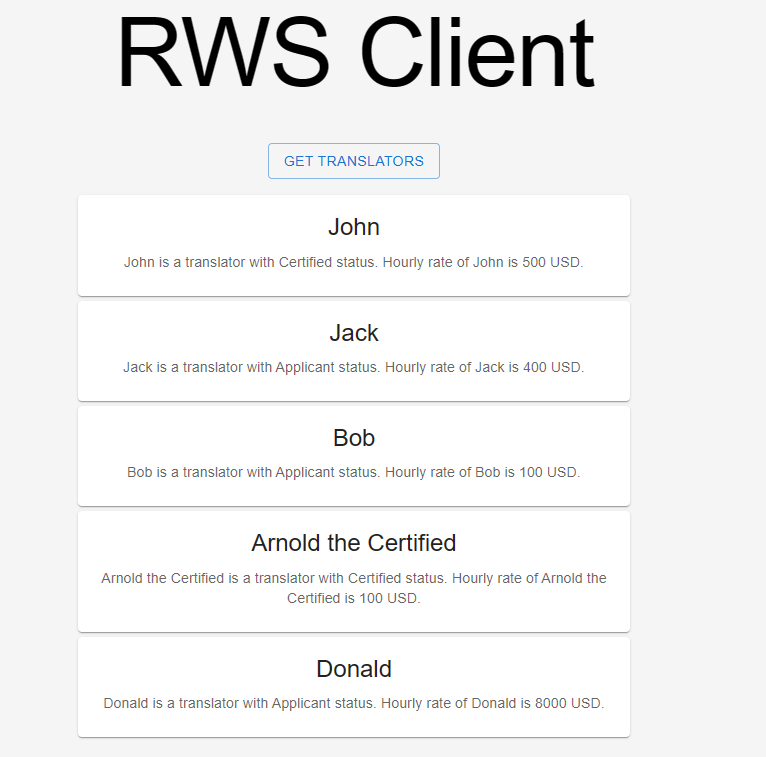 RWS Client
GET TRANSLATORS
John
John is a translator with Certified status. Hourly rate of John is 500 USD.
Jack
Jack is a translator with Applicant status. Hourly rate of Jack is 400 USD.
Bob
Bob is a translator with Applicant status. Hourly rate of Bob is 100 USD.
Arnold the Certified
Arnold the Certified is a translator with Certified status. Hourly rate of Arnold the
Certified is 100 USD.
Donald
Donald is a translator with Applicant status. Hourly rate of Donald is 8000 USD.